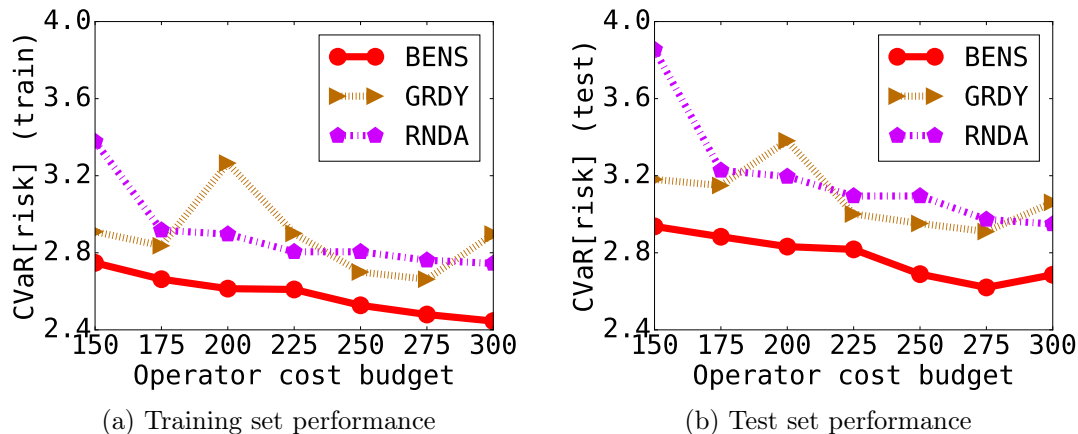 4.0
3.6
3.2
2.8
2.4
CVaR[risk] (train)
BENS
GRDY
RNDA
150 175 200 225 250 275 300
Operator cost budget
(a) Training set performance
4.0
3.6
3.2
2.8
2.4
CVaR[risk] (test)
BENS
GRDY
RNDA
150 175 200 225 250 275 300
Operator cost budget
(b) Test set performance